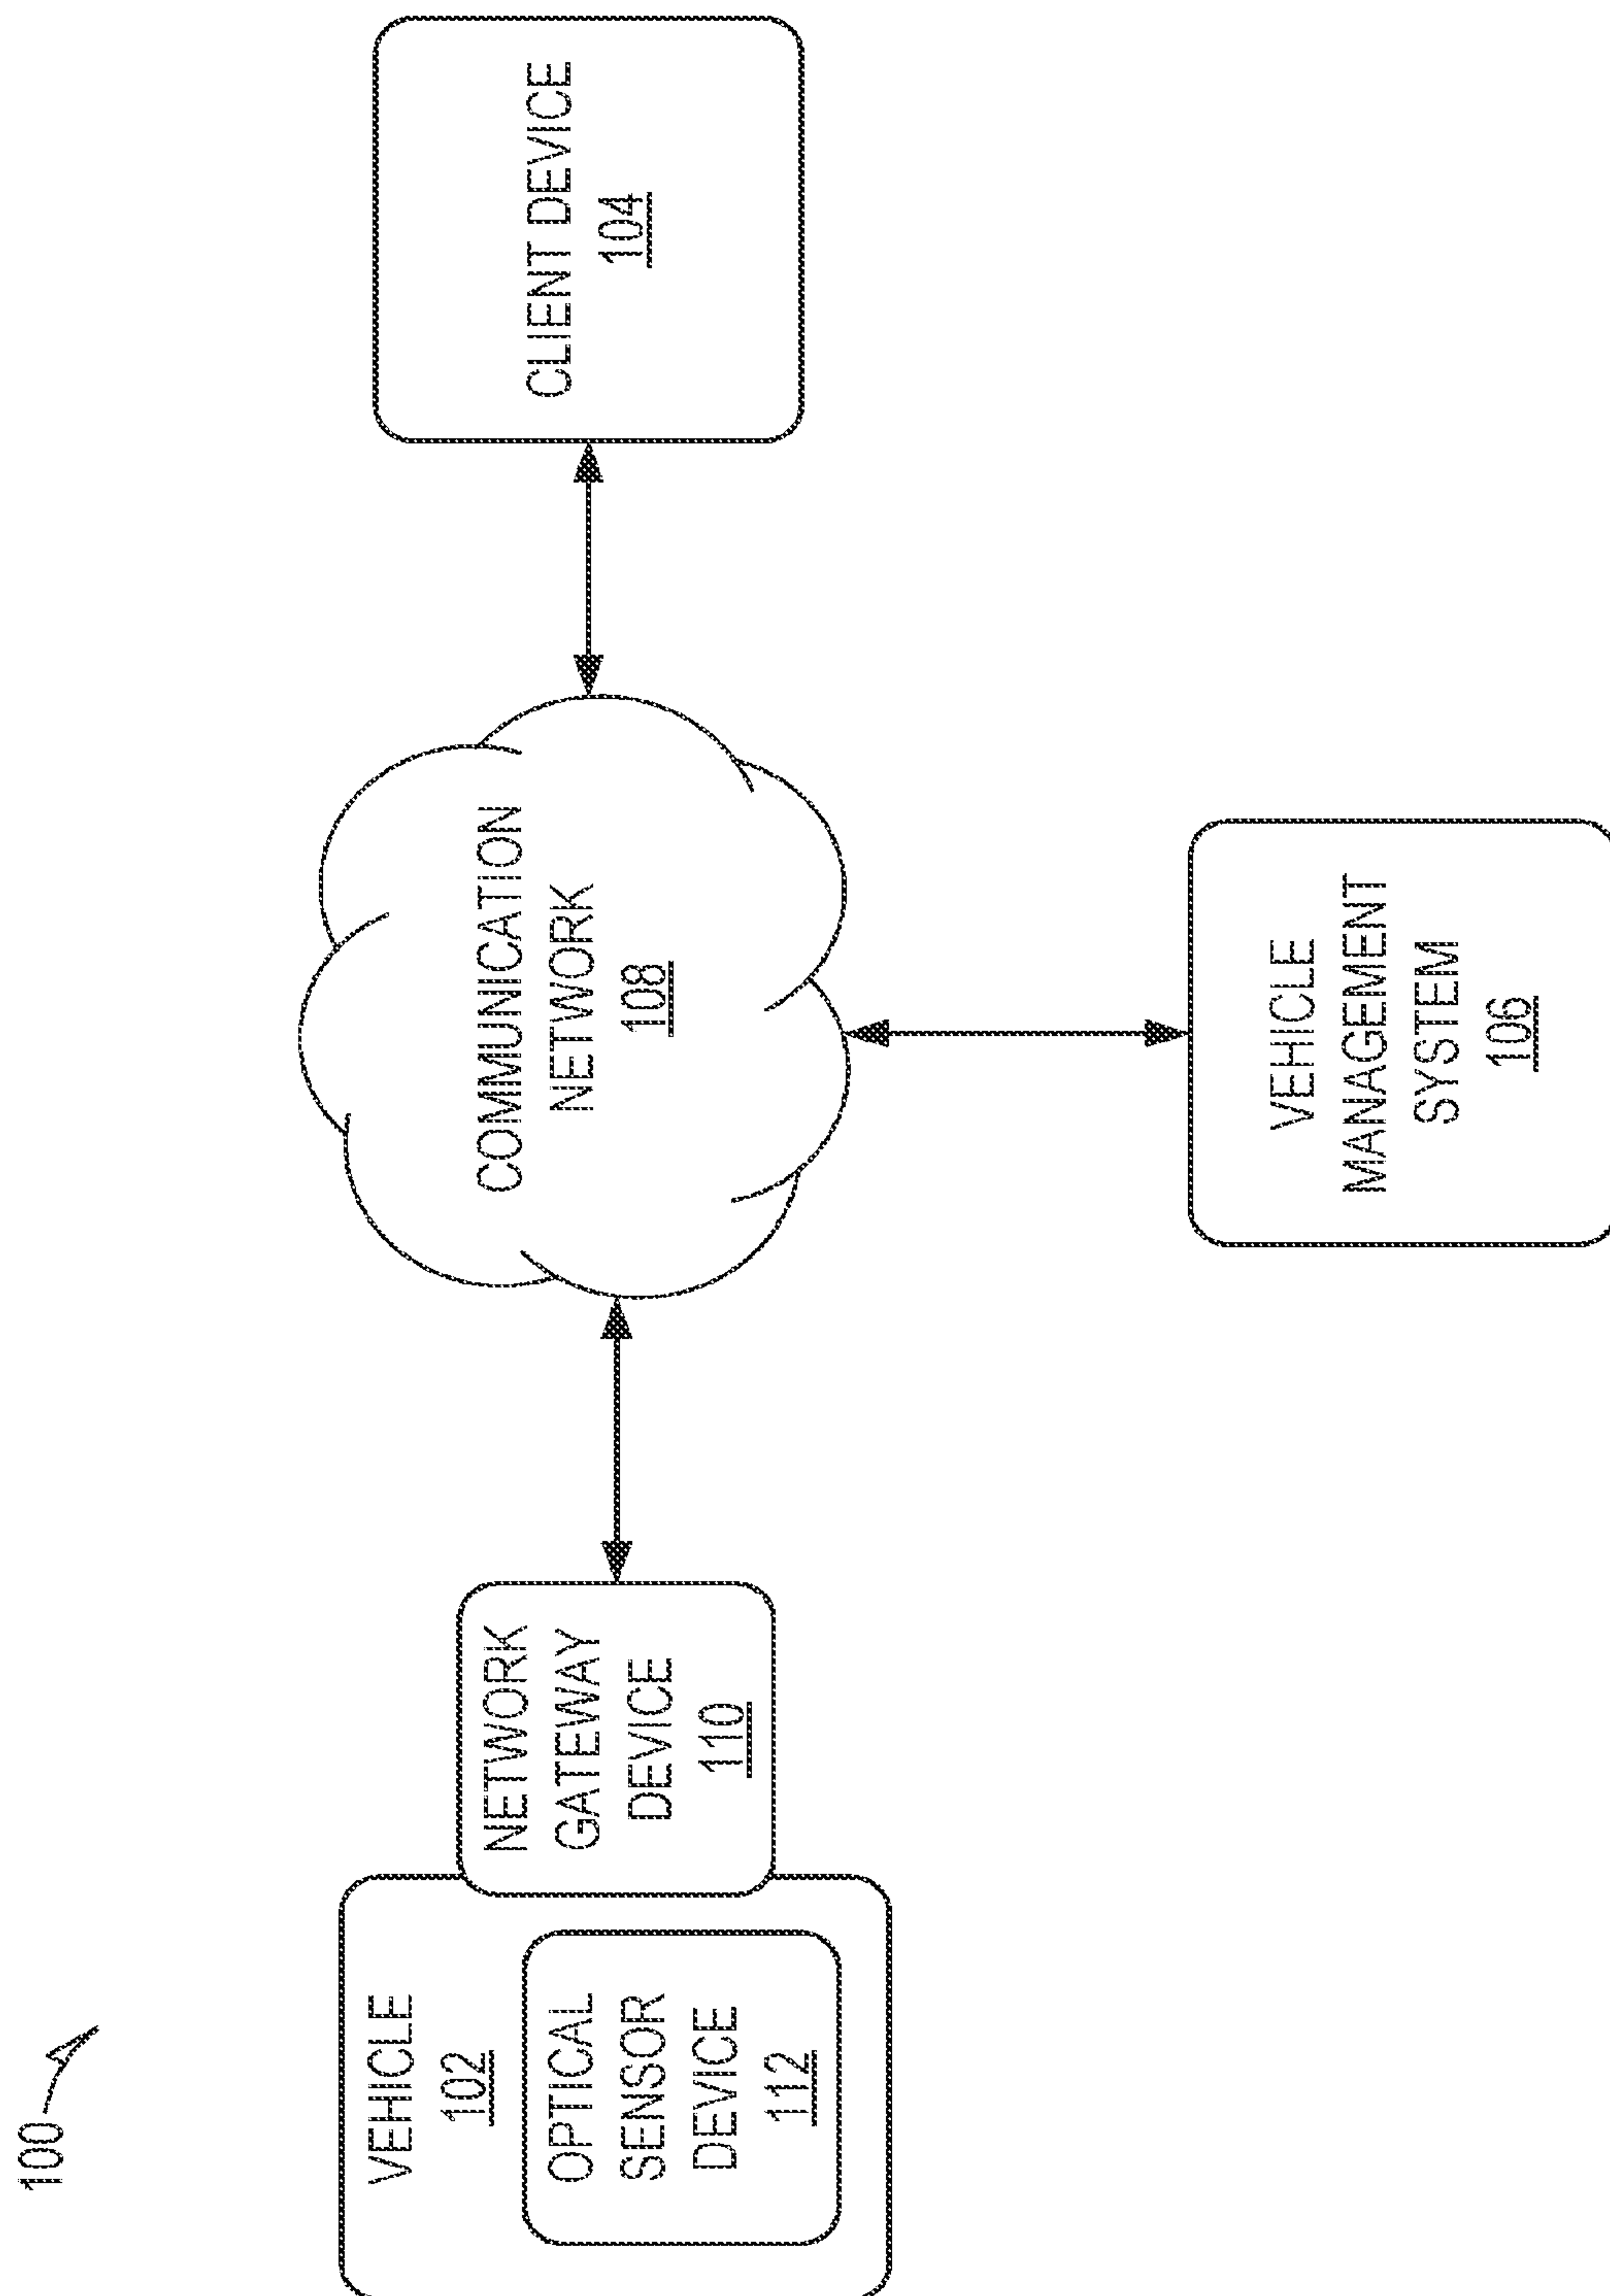 100
VEHICLE
102
OPTICAL
SENSOR
DEVICE
112
NETWORK
GATEWAY
DEVICE
110
COMMUNICATION
NETWORK
108
CLIENT DEVICE
104
VEHICLE
MANAGEMENT
SYSTEM
106